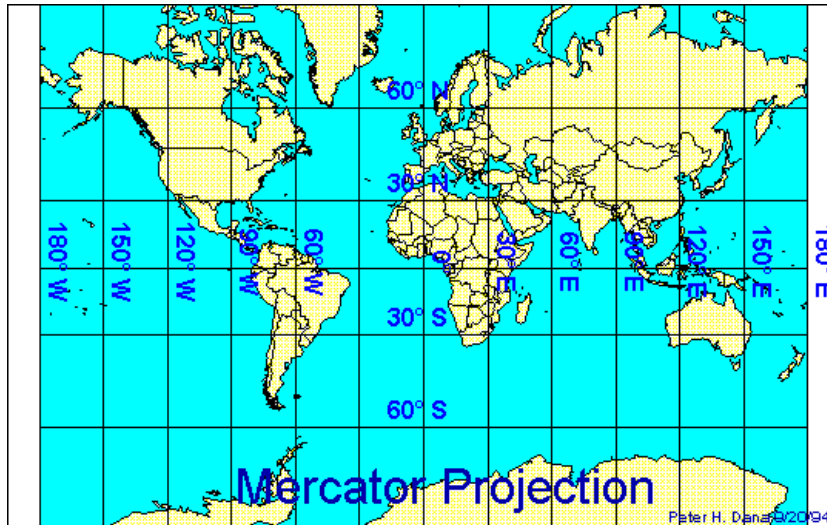 60° N
30° N
180° W
150° W
120° W
90° W
60° W
0°
30° E
60° E
90° E
120° E
150° E
180° E
30° S
60° S
Mercator Projection
Peter H. Dana 9/20/94